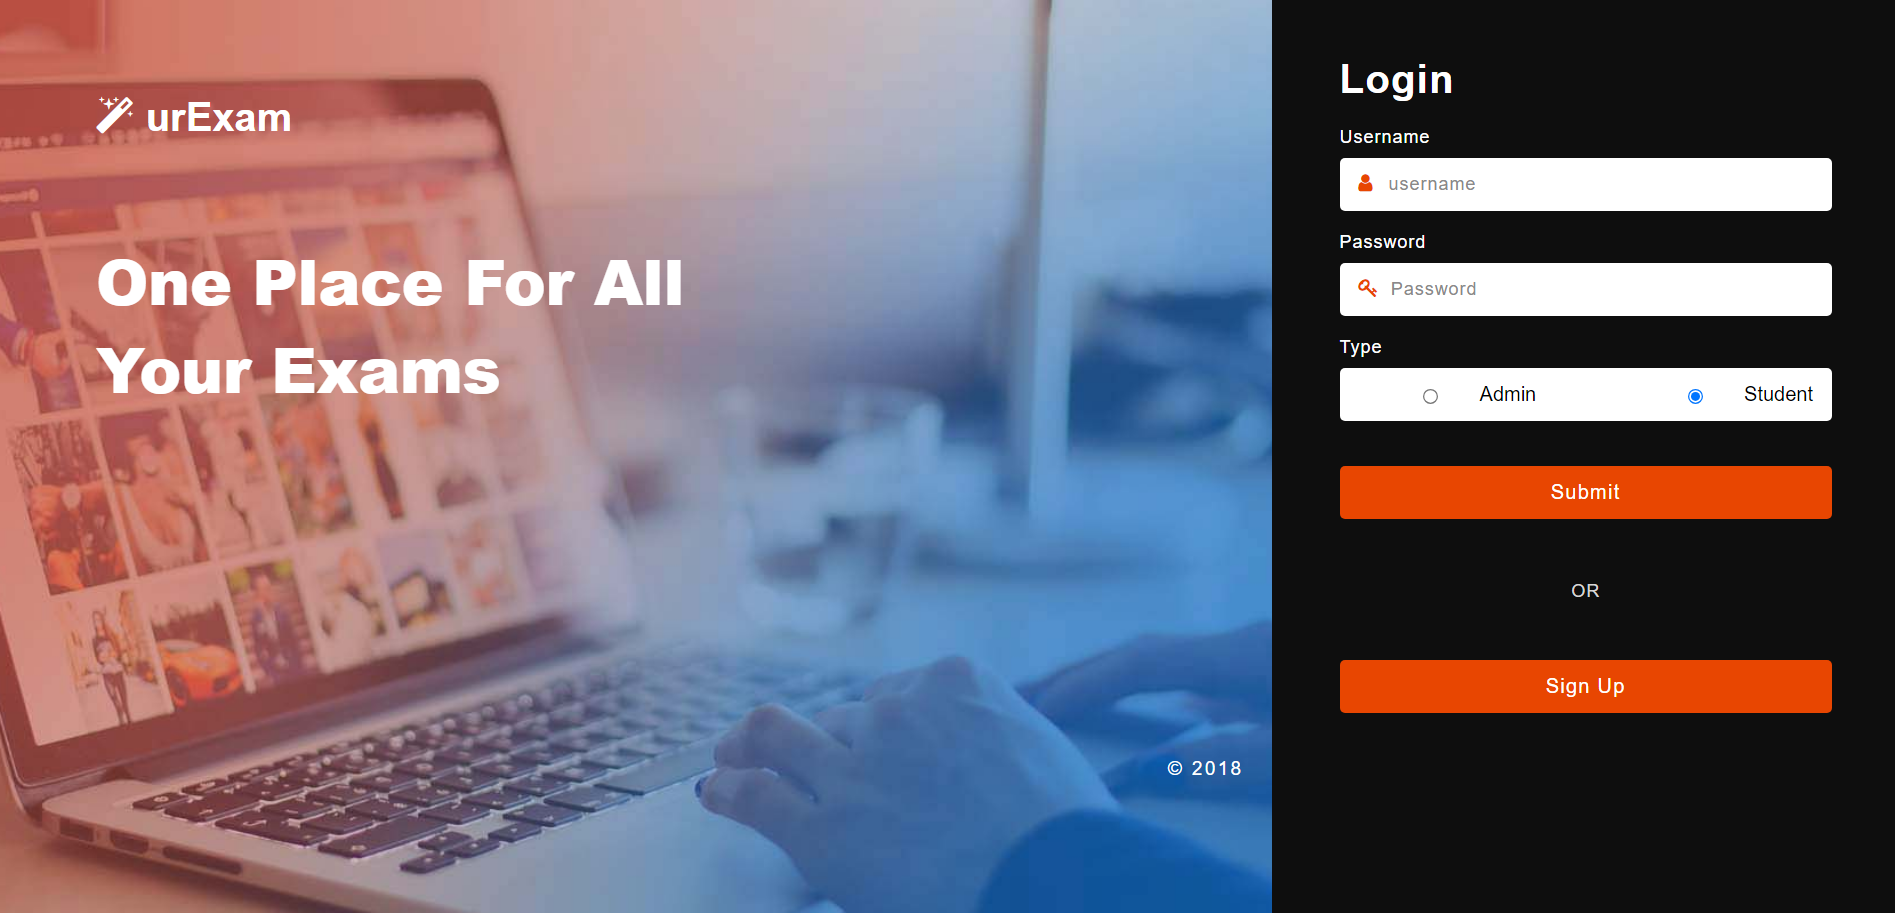 urExam
One Place For All
Your Exams
© 2018
Login
Username
username
Password
Password
Type
Admin Student
Submit
OR
Sign Up